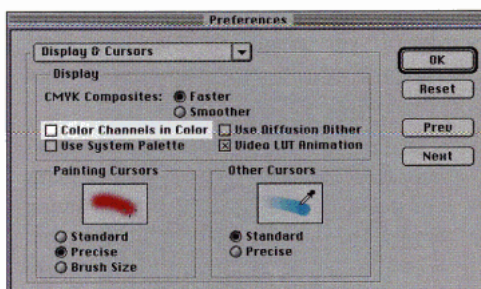 Preferences
Display & Cursors
OK
Reset
Prev
Next
Display
CMYK Composites: Faster
Smoother
Color Channels in Color Use Diffusion Dither
Use System Palette Video LUT Animation
Painting Cursors Other Cursors
Standard Standard
Precise Precise
Brush Size